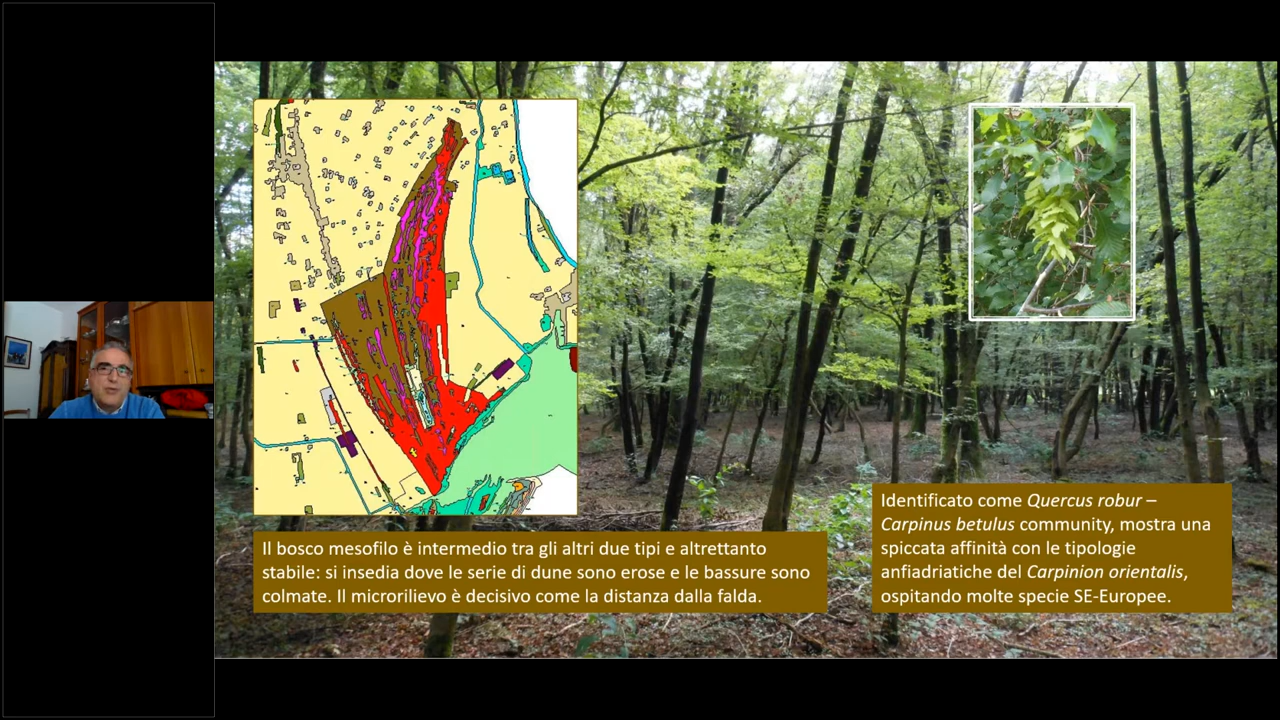 Il bosco mesofilo è intermedio tra gli altri due tipi e altrettanto
stabile: si insedia dove le serie di dune sono erose e le bassure sono
colmate. Il microrilievo è decisivo come la distanza dalla falda.
Identificato come Quercus robur –
Carpinus betulus community, mostra una
spiccata affinità con le tipologie
anfiadriatiche del Carpinion orientalis,
ospitando molte specie SE-Europee.